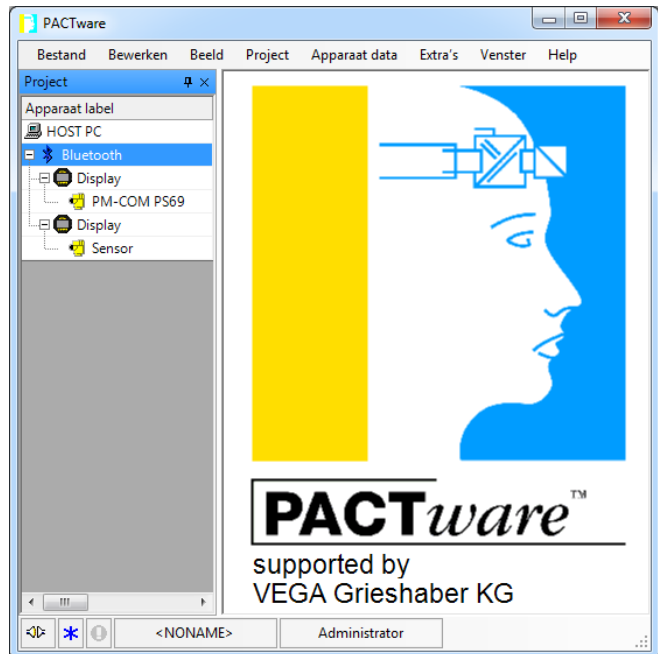 PACTware
Bestand Bewerken Beeld Project Apparaat data Extra's Venster Help
Project
Apparaat label
HOST PC
Bluetooth
Display
PM-COM PS69
Display
Sensor
PACTware™
supported by
VEGA Grieshaber KG
<NONAME> Administrator